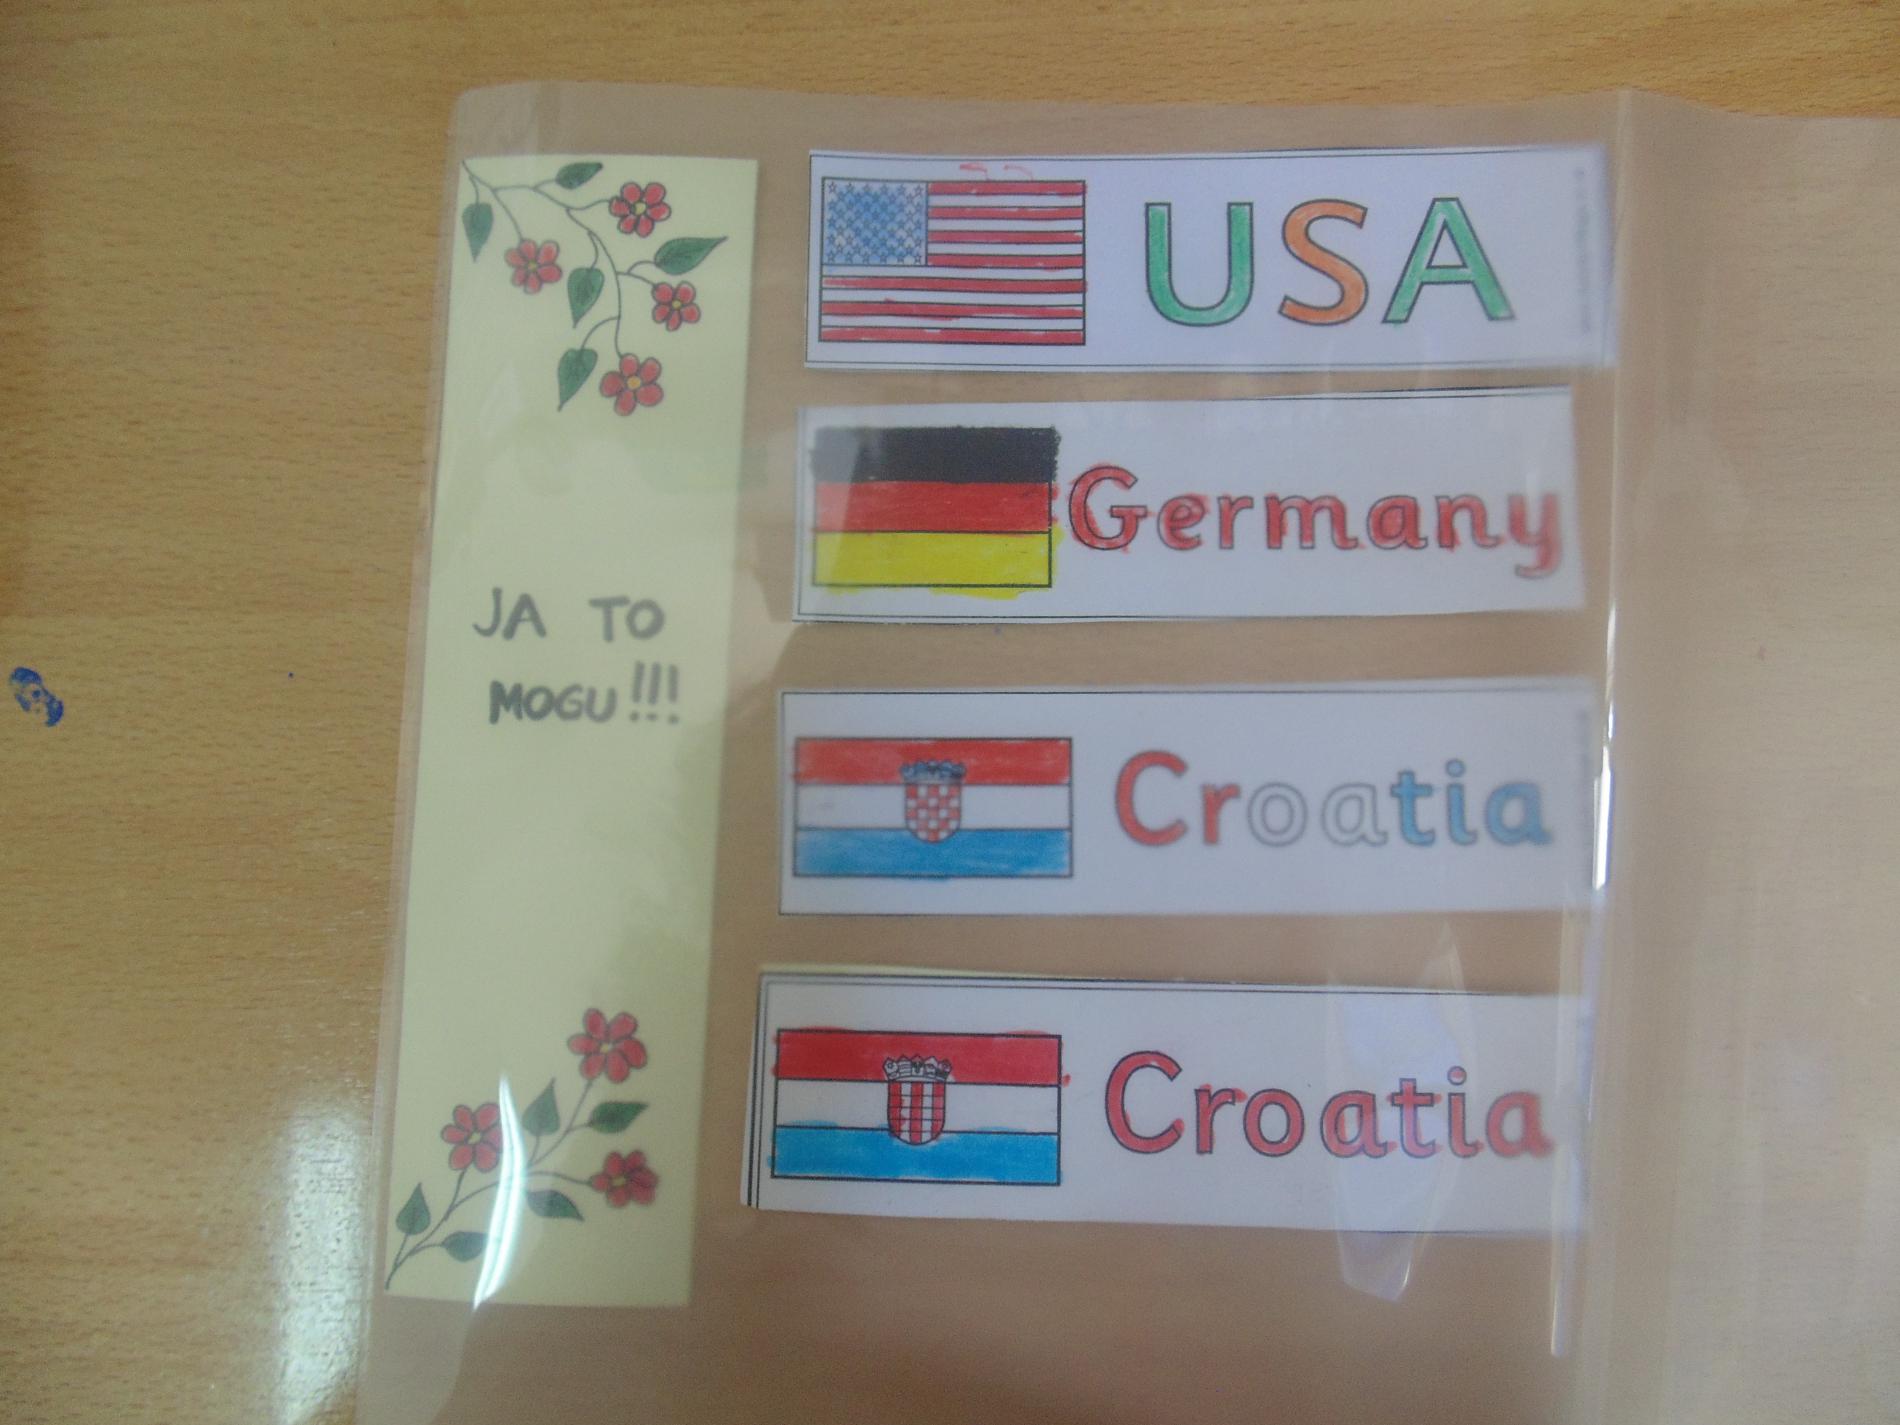 JA TO
MOGU!!!
USA
Germany
Croatia
Croatia